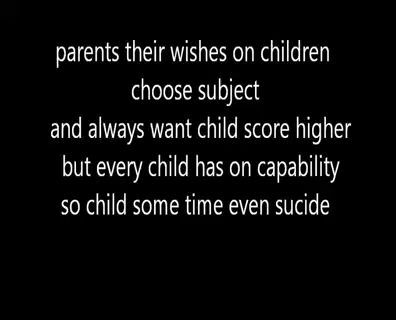 parents their wishes on children
choose subject
and always want child score higher
but every child has on capability
so child some time even sucide